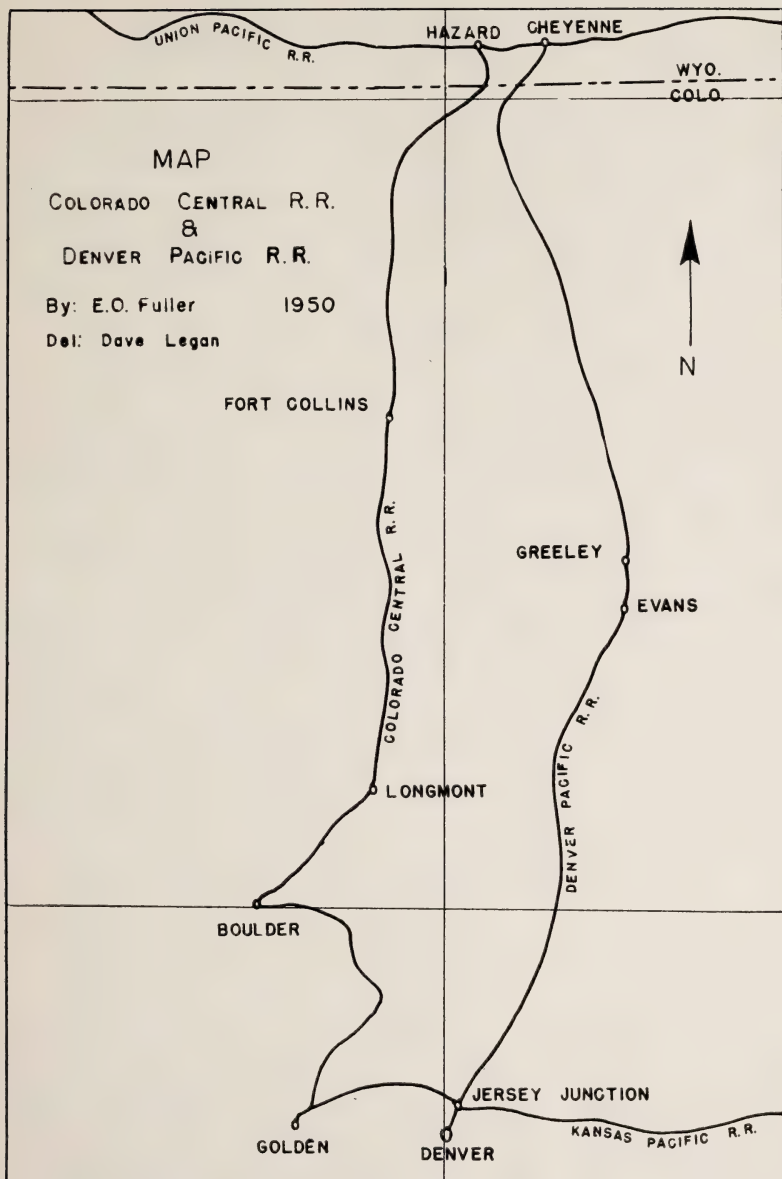 UNION PACIFIC
R.R.
HAZARD
CHEYENNE
WYO.
COLO.
MAP
COLORADO CENTRAL R.R.
&
DENVER PACIFIC R.R.
By: E.O. Fuller 1950
Del: Dave Legan
N
FORT COLLINS
COLORADO CENTRAL R.R.
GREELEY
EVANS
DENVER PACIFIC R.R.
LONGMONT
BOULDER
JERSEY JUNCTION
KANSAS PACIFIC R.R.
GOLDEN
DENVER